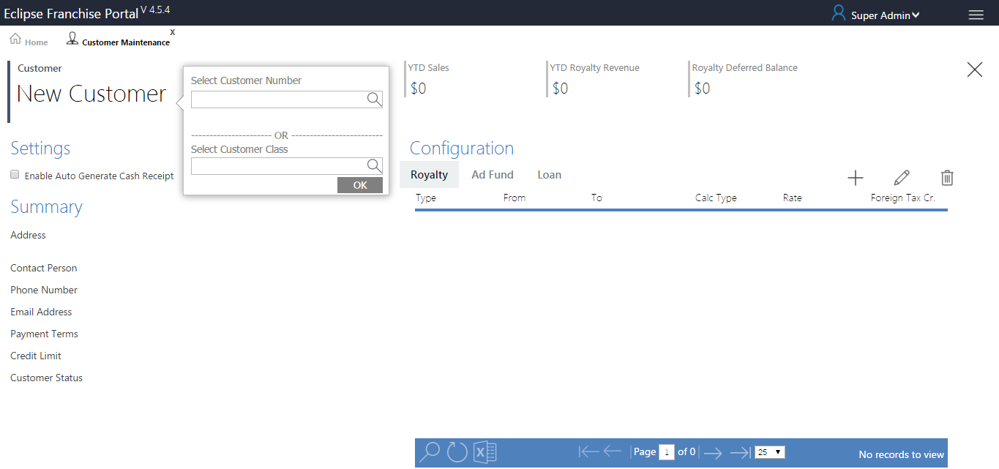 Eclipse Franchise Portal V 4.5.4
Super Admin
Home
Customer Maintenance
X
Customer
New Customer
Select Customer Number
----------------------- OR --------------------------
Select Customer Class
OK
YTD Sales
$0
YTD Royalty Revenue
$0
Royalty Deferred Balance
$0
Settings
Enable Auto Generate Cash Receipt
Summary
Address
Contact Person
Phone Number
Email Address
Payment Terms
Credit Limit
Customer Status
Configuration
Royalty Ad Fund Loan
Type From To Calc Type Rate Foreign Tax Cr.
X Page 1 of 0 25 No records to view